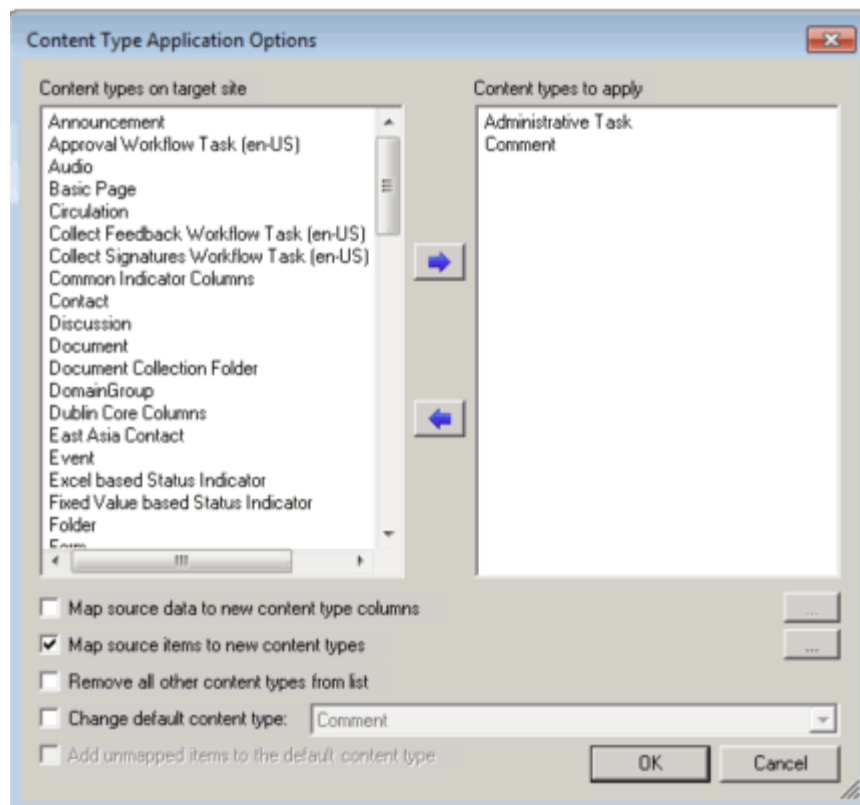 Content Type Application Options
Content types on target site
Announcement
Approval Workflow Task (en-US)
Audio
Basic Page
Circulation
Collect Feedback Workflow Task (en-US)
Collect Signatures Workflow Task (en-US)
Common Indicator Columns
Contact
Discussion
Document
Document Collection Folder
DomainGroup
Dublin Core Columns
East Asia Contact
Event
Excel based Status Indicator
Fixed Value based Status Indicator
Folder
Form
Content types to apply
Administrative Task
Comment
Map source data to new content type columns
...
Map source items to new content types
...
Remove all other content types from list
Change default content type: Comment
Add unmapped items to the default content type
OK Cancel